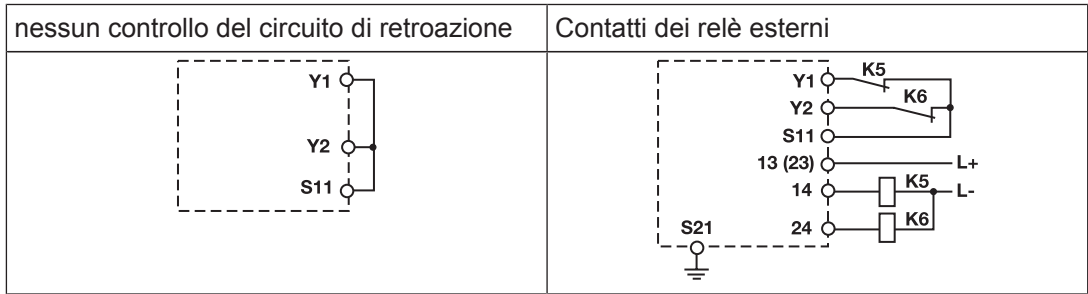 nessun controllo del circuito di retroazione
Contatti dei relè esterni
Y1
Y2
S11
Y1
K5
Y2
K6
S11
13 (23)
L+
14
K5
L-
24
K6
S21